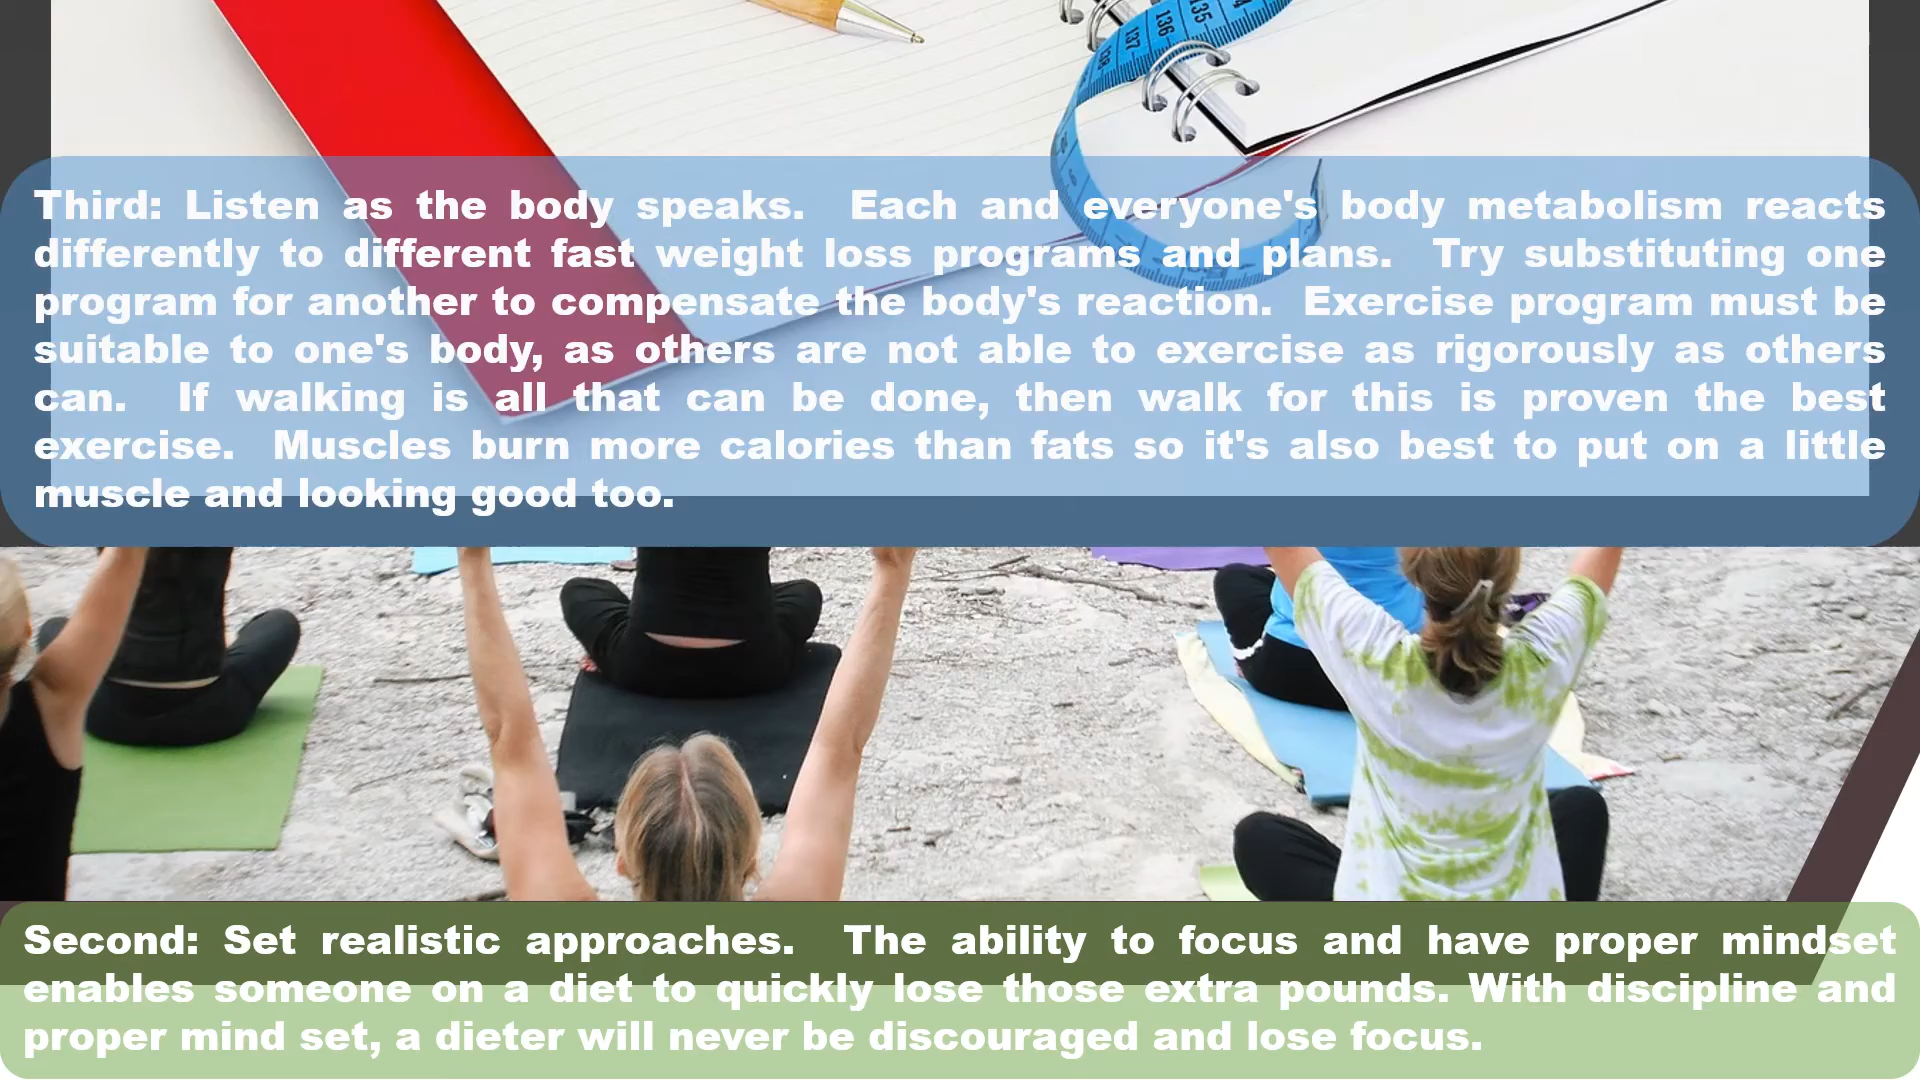 134
135
136
137
138
Third: Listen as the body speaks.  Each and everyone's body metabolism reacts
differently to different fast weight loss programs and plans.  Try substituting one
program for another to compensate the body's reaction.  Exercise program must be
suitable to one's body, as others are not able to exercise as rigorously as others
can.  If walking is all that can be done, then walk for this is proven the best
exercise.  Muscles burn more calories than fats so it's also best to put on a little
muscle and looking good too.
Second: Set realistic approaches.  The ability to focus and have proper mindset
enables someone on a diet to quickly lose those extra pounds. With discipline and
proper mind set, a dieter will never be discouraged and lose focus.